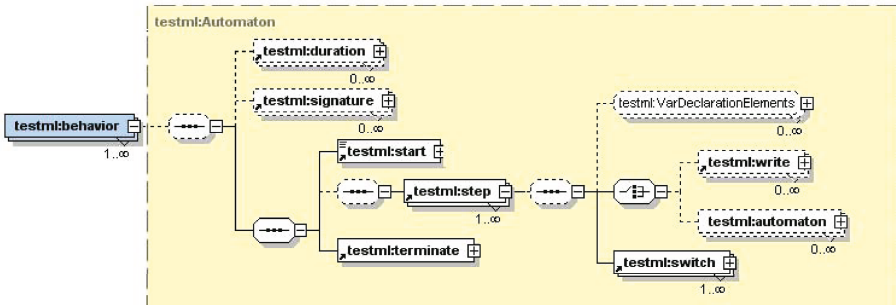 testml:Automaton
testml:duration
0..∞
testml:signature
0..∞
testml:behavior
1..∞
testml:start
testml:step
1..∞
testml:terminate
testml:VarDeclarationElements
0..∞
testml:write
0..∞
testml:automaton
0..∞
testml:switch
1..∞